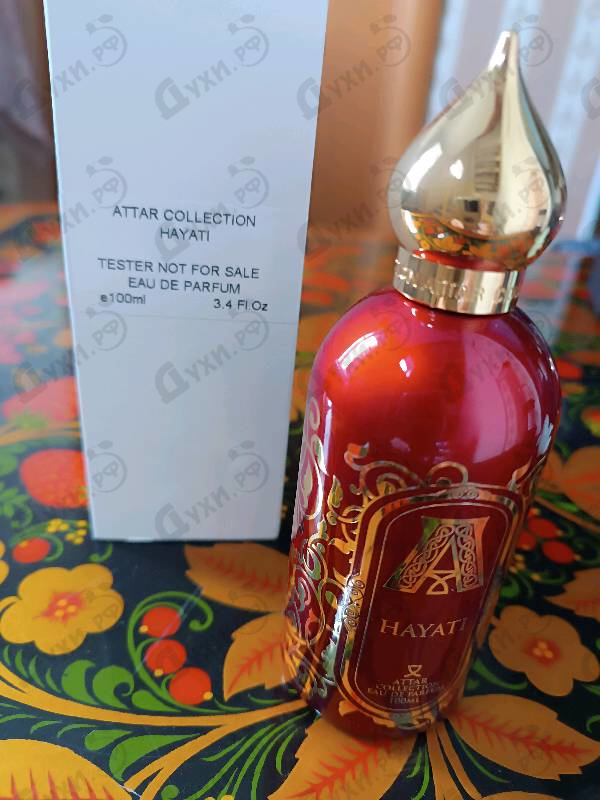 ATTAR COLLECTION
HAYATI
TESTER NOT FOR SALE
EAU DE PARFUM
e100ml 3.4 Fl.Oz
A
HAYATI
ATTAR
COLLECTION
EAU DE PARFUM
100ML
Духи.рф